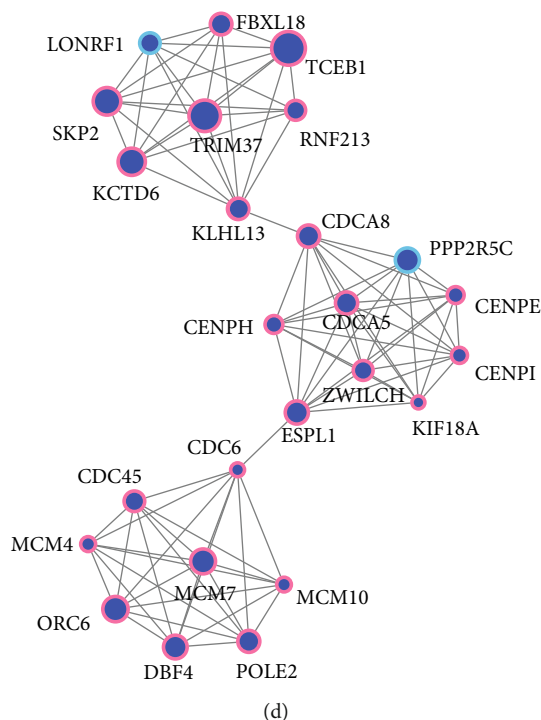 FBXL18
LONRF1
TCEB1
SKP2
TRIM37
RNF213
KCTD6
KLHL13
CDCA8
PPP2R5C
CENPE
CENPH
CDCA5
CENPI
ZWILCH
KIF18A
ESPL1
CDC6
CDC45
MCM4
MCM7
MCM10
ORC6
DBF4
POLE2
(d)